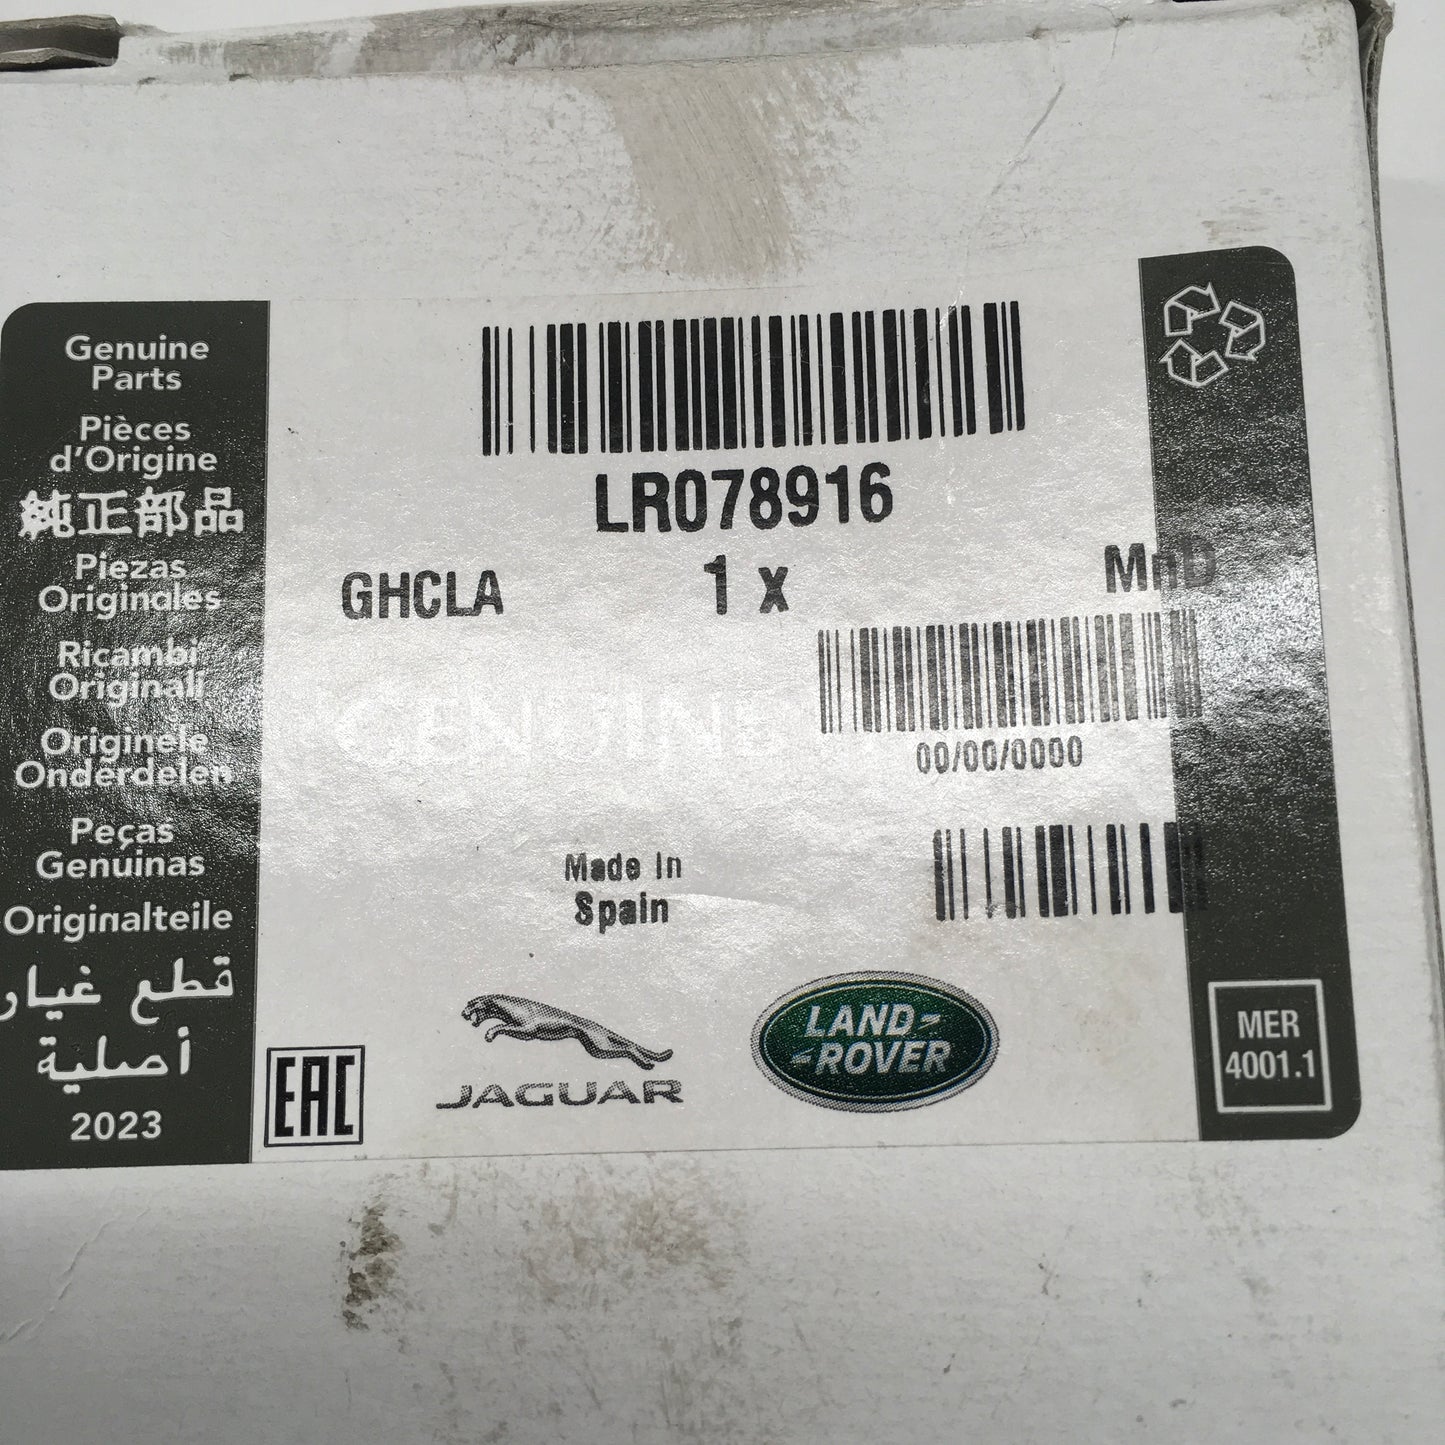 Genuine
Parts
Pièces
d'Origine
純正部品
Piezas
Originales
Ricambi
Originali
Originele
Onderdelen
Peças
Genuinas
Originalteile
قطع غيار
أصلية
2023
LR078916
GHCLA 1 x MnD
GENUINE
00/00/0000
Made In
Spain
EAC
JAGUAR
LAND-
-ROVER
MER
4001.1